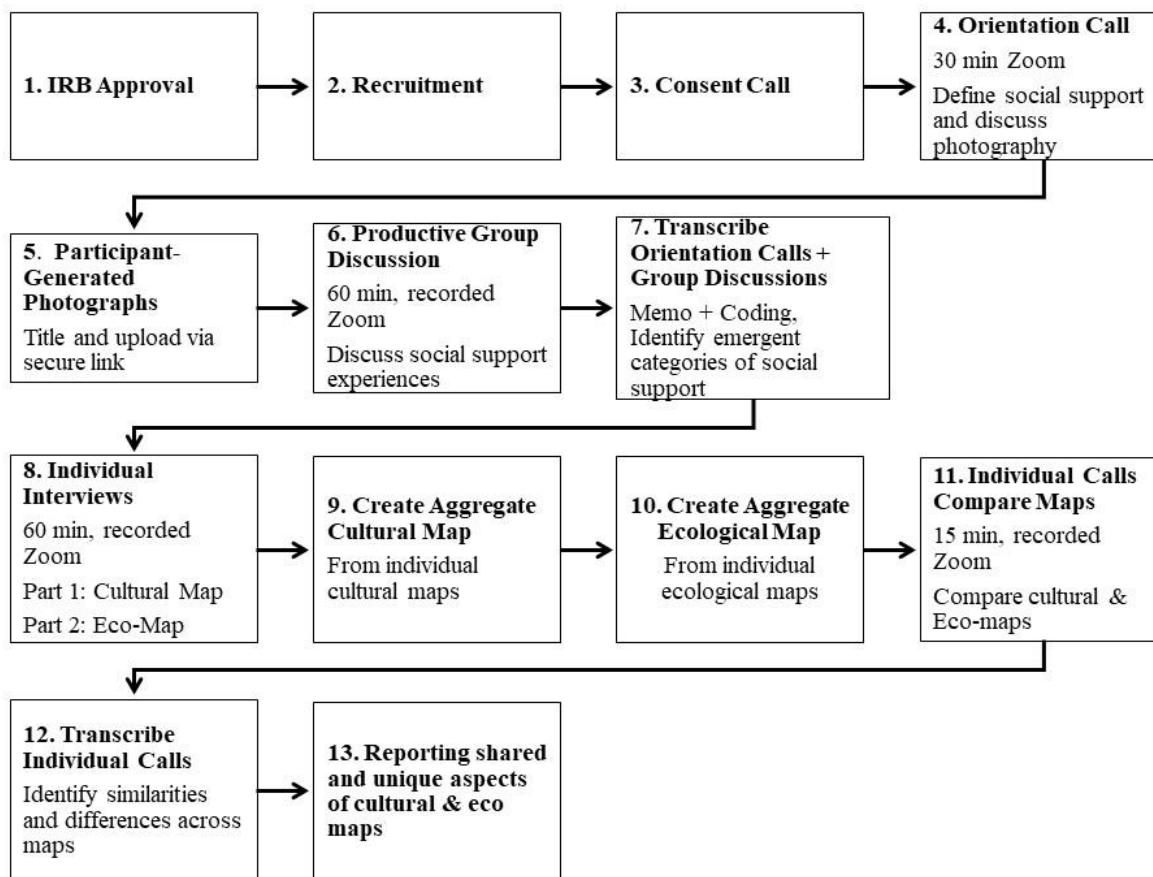 1. IRB Approval
2. Recruitment
3. Consent Call
4. Orientation Call
30 min Zoom
Define social support
and discuss
photography
5.  Participant-
Generated
Photographs
Title and upload via
secure link
6. Productive Group
Discussion
60 min, recorded
Zoom
Discuss social support
experiences
7. Transcribe
Orientation Calls +
Group Discussions
Memo + Coding,
Identify emergent
categories of social
support
8. Individual
Interviews
60 min, recorded
Zoom
Part 1: Cultural Map
Part 2: Eco-Map
9. Create Aggregate
Cultural Map
From individual
cultural maps
10. Create Aggregate
Ecological Map
From individual
ecological maps
11. Individual Calls
Compare Maps
15 min, recorded
Zoom
Compare cultural &
Eco-maps
12. Transcribe
Individual Calls
Identify similarities
and differences across
maps
13. Reporting shared
and unique aspects
of cultural & eco
maps